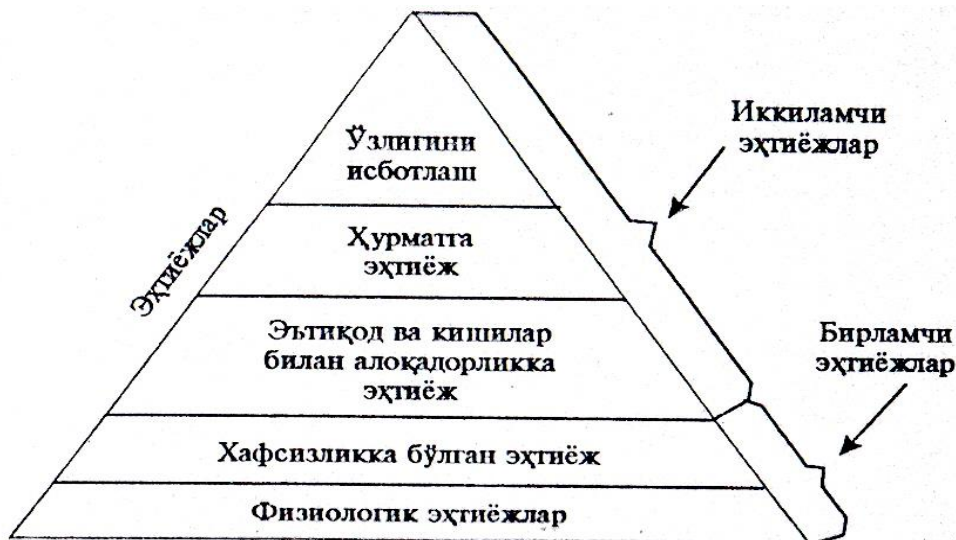 Ўзлигини
исботлаш
Ҳурматга
эҳтиёж
Эътиқод ва кишилар
билан алоқадорликка
эҳтиёж
Хафсизликка бўлган эҳтиёж
Физиологик эҳтиёжлар
Эҳтиёжлар
Иккиламчи
эҳтиёжлар
Бирламчи
эҳтиёжлар